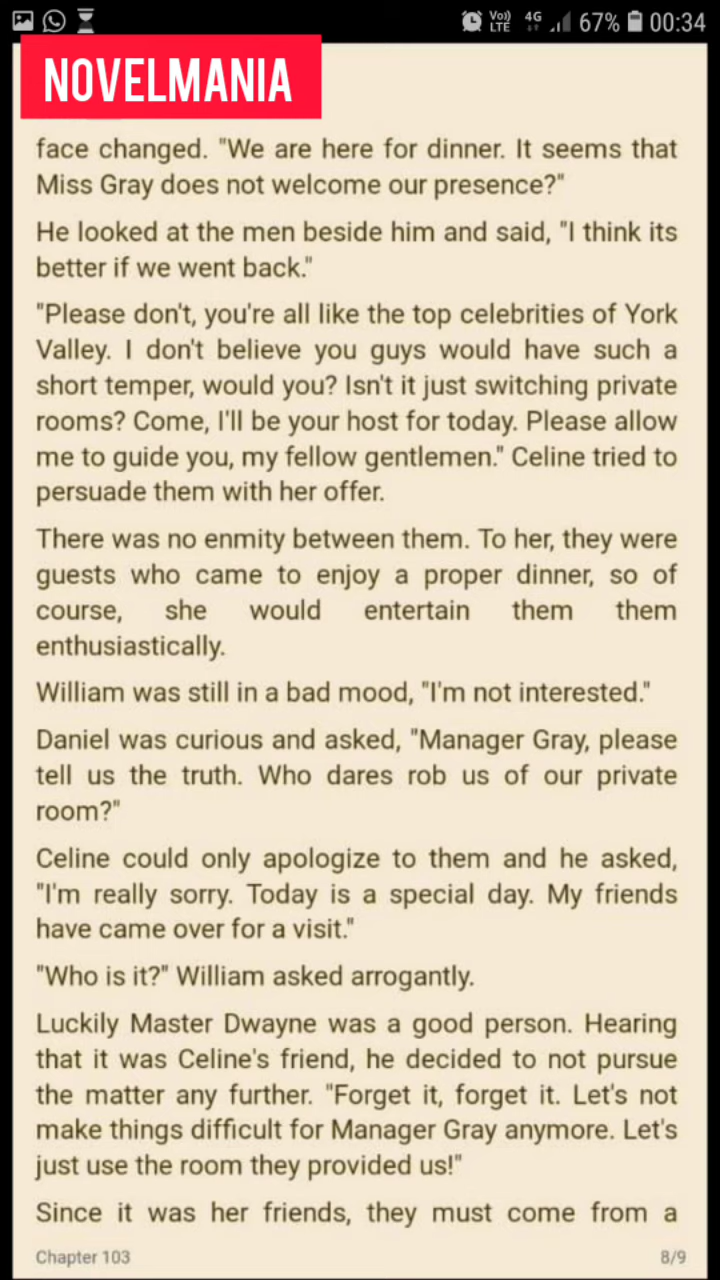 Vo))
LTE
4G
67%
00:34
NOVELMANIA
face changed. "We are here for dinner. It seems that
Miss Gray does not welcome our presence?"
He looked at the men beside him and said, "I think its
better if we went back."
"Please don't, you're all like the top celebrities of York
Valley. I don't believe you guys would have such a
short temper, would you? Isn't it just switching private
rooms? Come, I'll be your host for today. Please allow
me to guide you, my fellow gentlemen." Celine tried to
persuade them with her offer.
There was no enmity between them. To her, they were
guests who came to enjoy a proper dinner, so of
course, she would entertain them them
enthusiastically.
William was still in a bad mood, "I'm not interested."
Daniel was curious and asked, "Manager Gray, please
tell us the truth. Who dares rob us of our private
room?"
Celine could only apologize to them and he asked,
"I'm really sorry. Today is a special day. My friends
have came over for a visit."
"Who is it?" William asked arrogantly.
Luckily Master Dwayne was a good person. Hearing
that it was Celine's friend, he decided to not pursue
the matter any further. "Forget it, forget it. Let's not
make things difficult for Manager Gray anymore. Let's
just use the room they provided us!"
Since it was her friends, they must come from a
Chapter 103
8/9